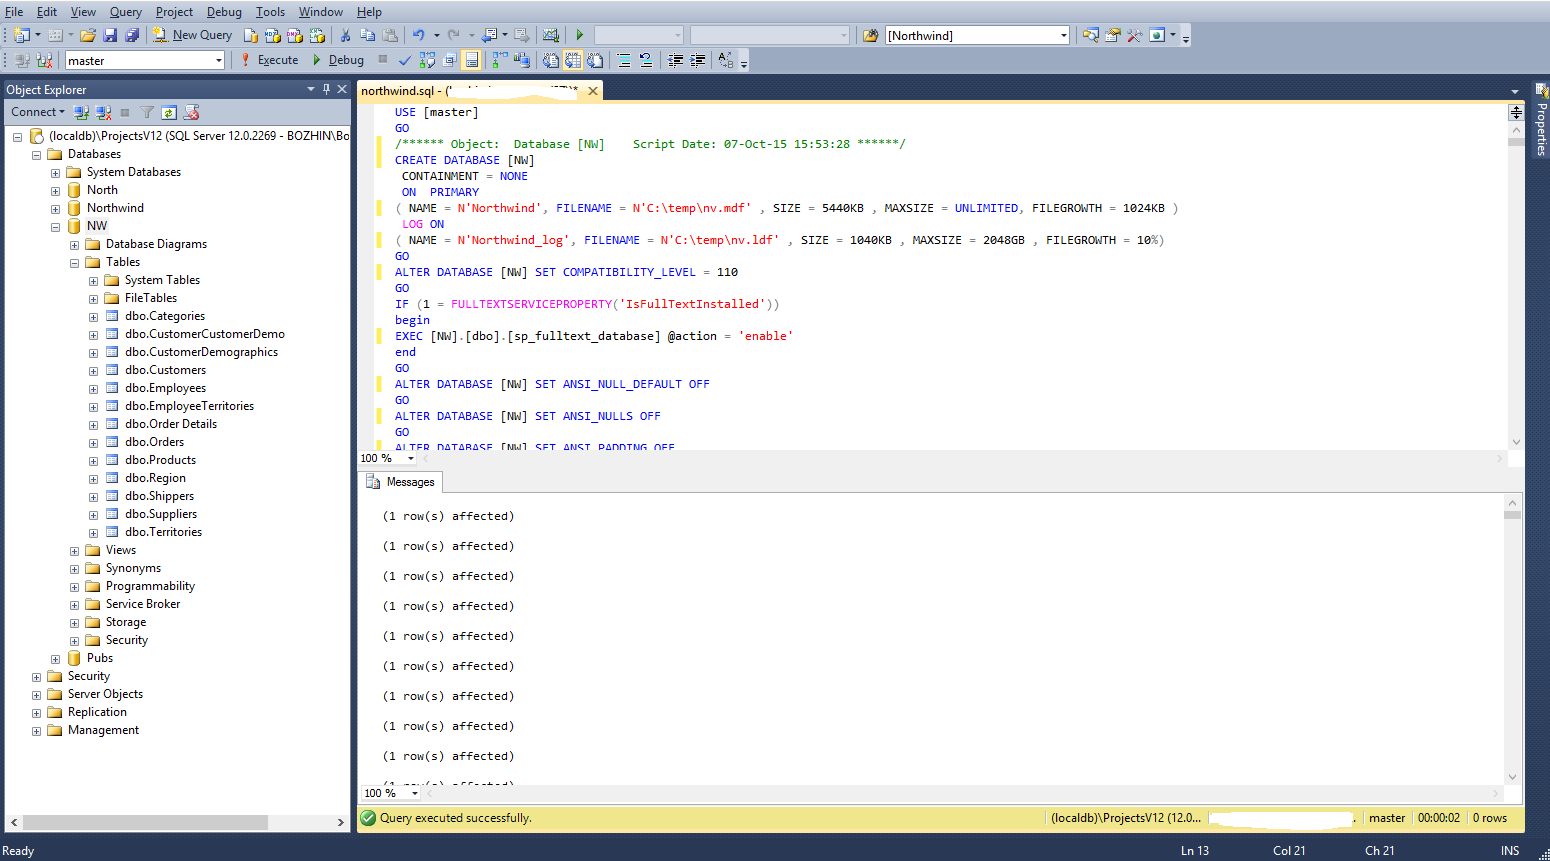 File Edit View Query Project Debug Tools Window Help
New Query [Northwind]
master Execute Debug
Object Explorer
Connect
(localdb)\ProjectsV12 (SQL Server 12.0.2269 - BOZHIN\Bo
Databases
System Databases
North
Northwind
NW
Database Diagrams
Tables
System Tables
FileTables
dbo.Categories
dbo.CustomerCustomerDemo
dbo.CustomerDemographics
dbo.Customers
dbo.Employees
dbo.EmployeeTerritories
dbo.Order Details
dbo.Orders
dbo.Products
dbo.Region
dbo.Shippers
dbo.Suppliers
dbo.Territories
Views
Synonyms
Programmability
Service Broker
Storage
Security
Pubs
Security
Server Objects
Replication
Management
northwind.sql - (
USE [master]
GO
/****** Object:  Database [NW]    Script Date: 07-Oct-15 15:53:28 ******/
CREATE DATABASE [NW]
CONTAINMENT = NONE
ON  PRIMARY
( NAME = N'Northwind', FILENAME = N'C:\temp\nv.mdf' , SIZE = 5440KB , MAXSIZE = UNLIMITED, FILEGROWTH = 1024KB )
LOG ON
( NAME = N'Northwind_log', FILENAME = N'C:\temp\nv.ldf' , SIZE = 1040KB , MAXSIZE = 2048GB , FILEGROWTH = 10%)
GO
ALTER DATABASE [NW] SET COMPATIBILITY_LEVEL = 110
GO
IF (1 = FULLTEXTSERVICEPROPERTY('IsFullTextInstalled'))
begin
EXEC [NW].[dbo].[sp_fulltext_database] @action = 'enable'
end
GO
ALTER DATABASE [NW] SET ANSI_NULL_DEFAULT OFF
GO
ALTER DATABASE [NW] SET ANSI_NULLS OFF
GO
ALTER DATABASE [NW] SET ANSI_PADDING OFF
100 %
Messages
(1 row(s) affected)
(1 row(s) affected)
(1 row(s) affected)
(1 row(s) affected)
(1 row(s) affected)
(1 row(s) affected)
(1 row(s) affected)
(1 row(s) affected)
(1 row(s) affected)
(1 row(s) affected)
100 %
Query executed successfully. (localdb)\ProjectsV12 (12.0... master 00:00:02 0 rows
Properties
Ready Ln 13 Col 21 Ch 21 INS